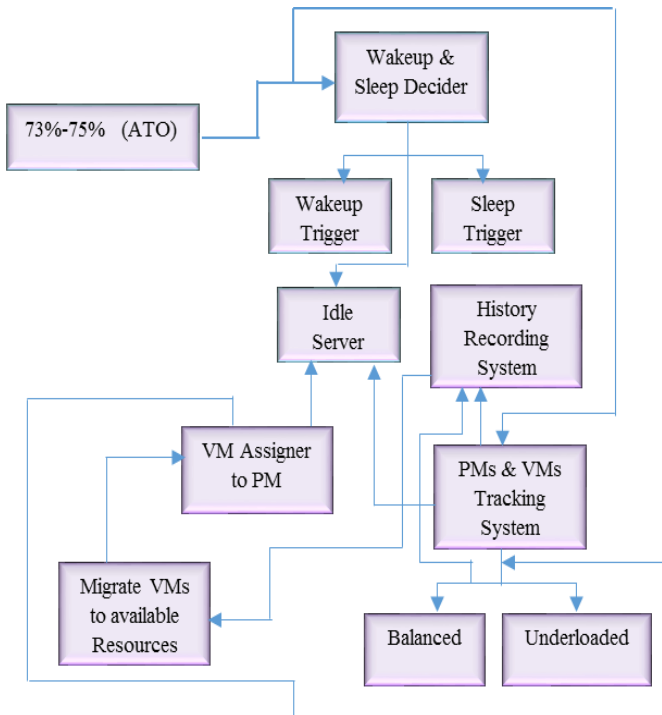 Wakeup &
Sleep Decider
73%-75% (ATO)
Wakeup
Trigger
Sleep
Trigger
Idle
Server
History
Recording
System
VM Assigner
to PM
PMs & VMs
Tracking
System
Migrate VMs
to available
Resources
Balanced
Underloaded